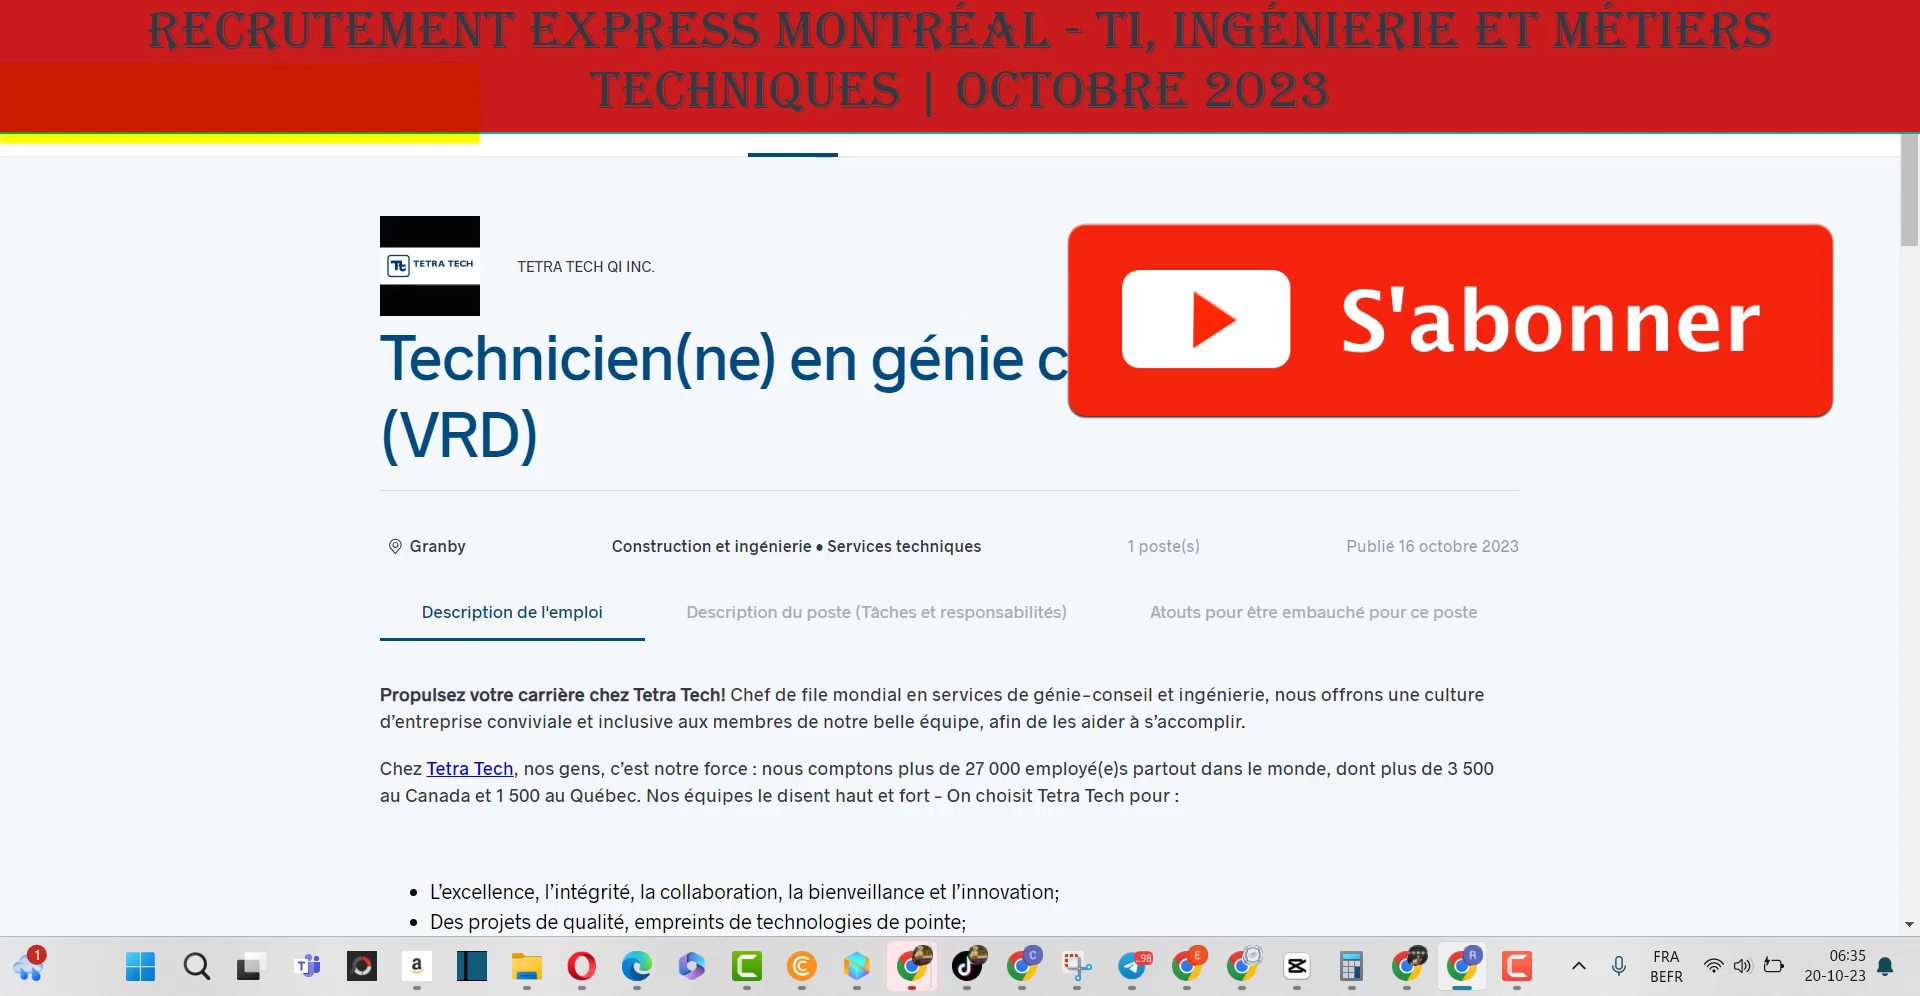 RECRUTEMENT EXPRESS MONTRÉAL - TI, INGÉNIERIE ET MÉTIERS
TECHNIQUES | OCTOBRE 2023
TETRA TECH
TETRA TECH QI INC.
S'abonner
Technicien(ne) en génie c
(VRD)
Granby
Construction et ingénierie • Services techniques
1 poste(s)
Publié 16 octobre 2023
Description de l'emploi
Description du poste (Tâches et responsabilités)
Atouts pour être embauché pour ce poste
Propulsez votre carrière chez Tetra Tech! Chef de file mondial en services de génie-conseil et ingénierie, nous offrons une culture
d’entreprise conviviale et inclusive aux membres de notre belle équipe, afin de les aider à s’accomplir.
Chez Tetra Tech, nos gens, c’est notre force : nous comptons plus de 27 000 employé(e)s partout dans le monde, dont plus de 3 500
au Canada et 1 500 au Québec. Nos équipes le disent haut et fort - On choisit Tetra Tech pour :
• L’excellence, l’intégrité, la collaboration, la bienveillance et l’innovation;
• Des projets de qualité, empreints de technologies de pointe;
1
..98
FRA
BEFR
06:35
20-10-23